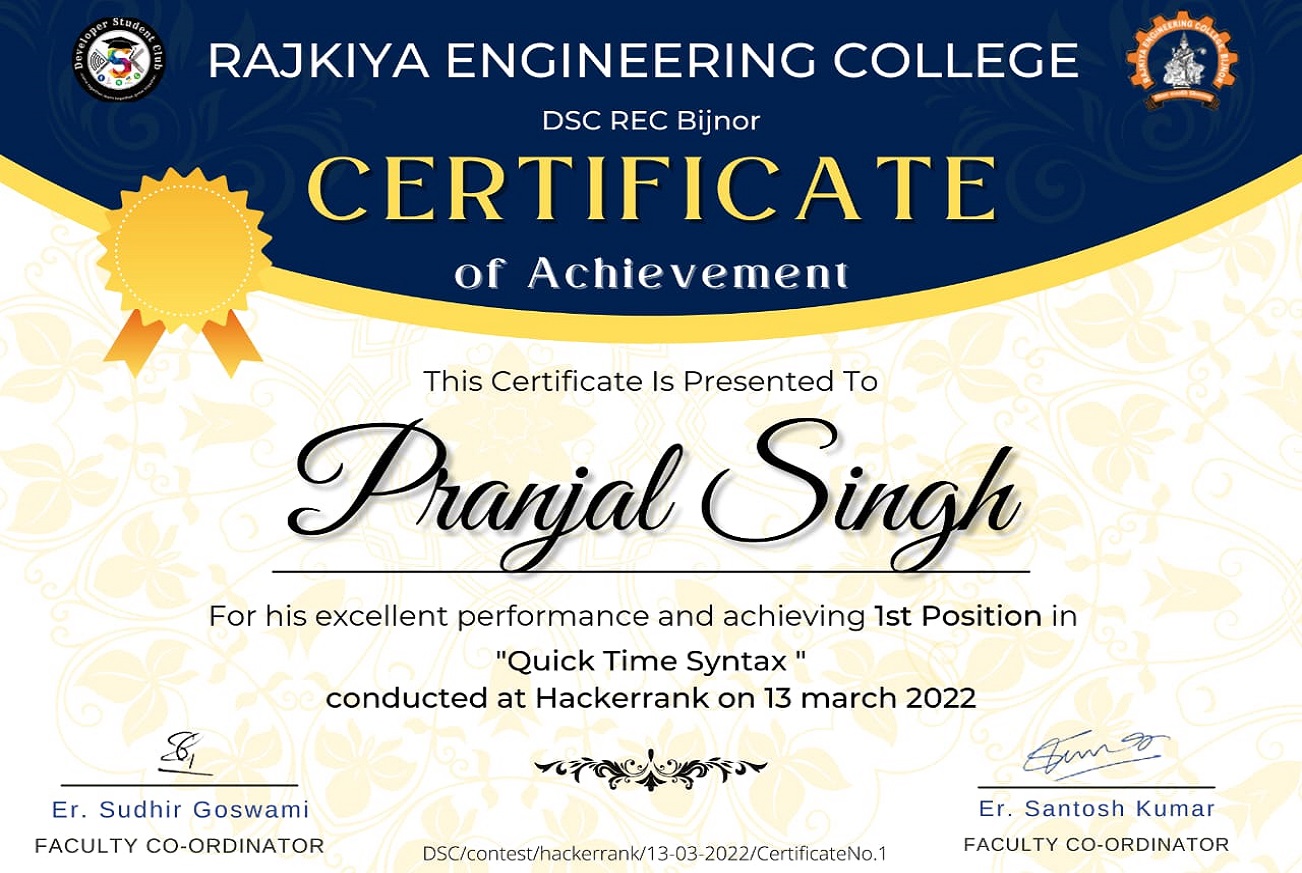 Developer Student Club
RAJKIYA ENGINEERING COLLEGE
RAJKIYA ENGINEERING COLLEGE BIJNOR
DSC REC Bijnor
CERTIFICATE
of Achievement
This Certificate Is Presented To
Pranjal Singh
For his excellent performance and achieving 1st Position in
"Quick Time Syntax "
conducted at Hackerrank on 13 march 2022
Er. Sudhir Goswami
FACULTY CO-ORDINATOR
Er. Santosh Kumar
FACULTY CO-ORDINATOR
DSC/contest/hackerrank/13-03-2022/CertificateNo.1